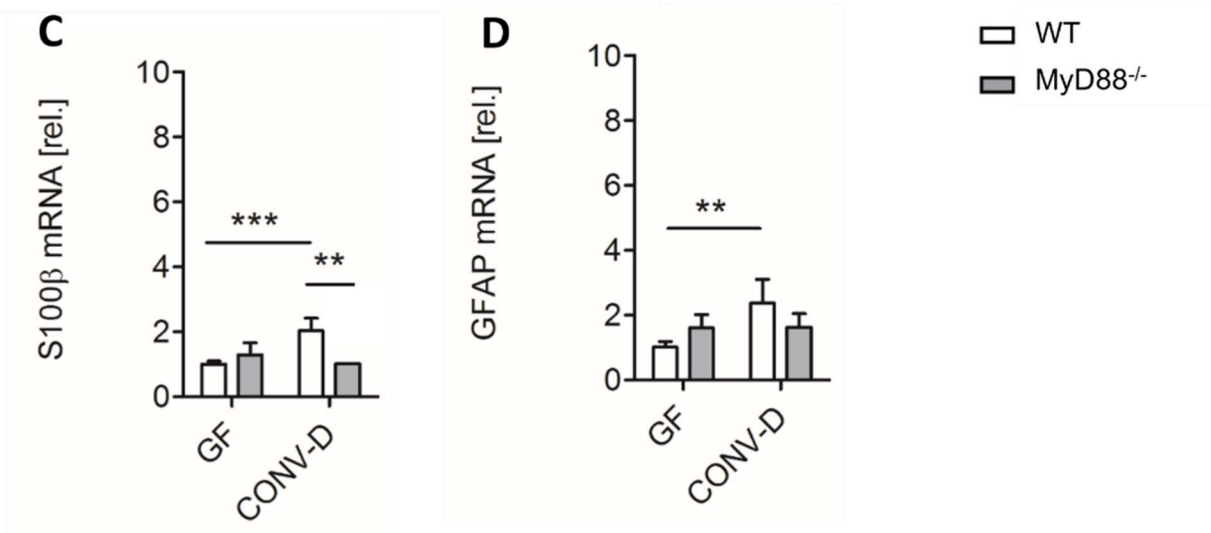 C
S100β mRNA [rel.]
10
8
6
4
2
0
***
**
GF
CONV-D
D
GFAP mRNA [rel.]
10
8
6
4
2
0
**
GF
CONV-D
WT
MyD88-/-